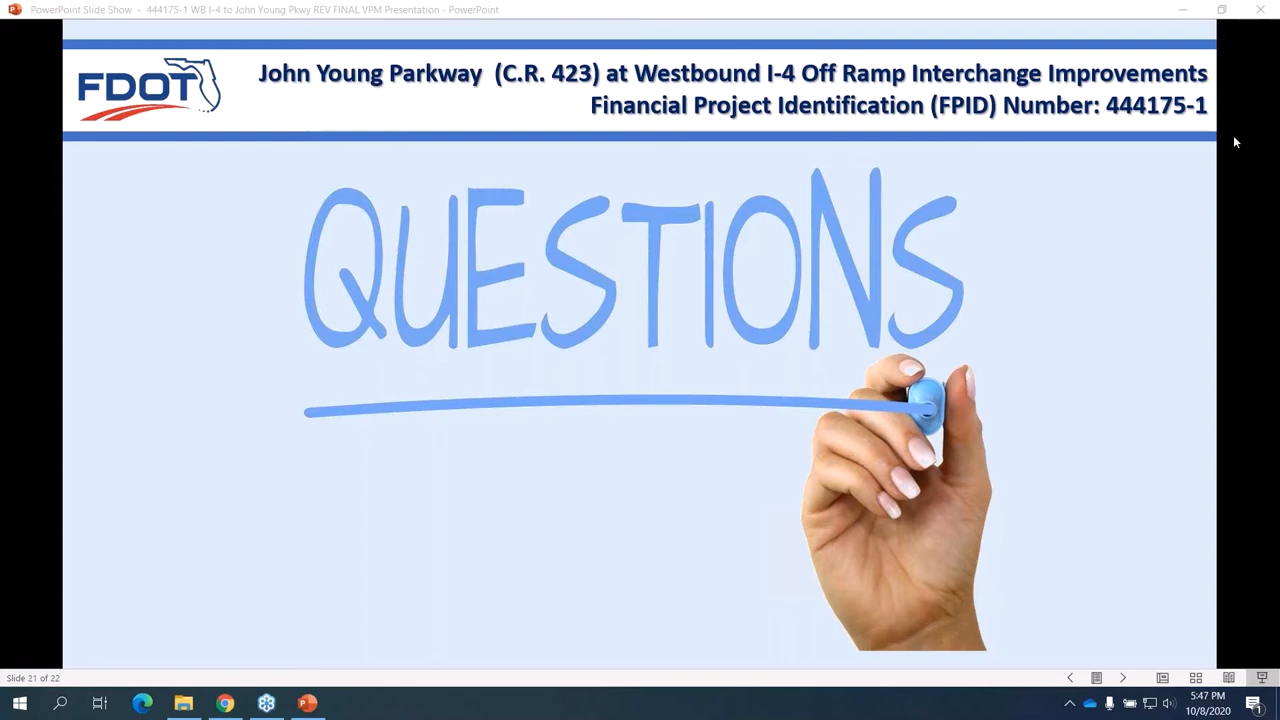 PowerPoint Slide Show - 444175-1 WB I-4 to John Young Pkwy REV FINAL VPM Presentation - PowerPoint
FDOT
John Young Parkway (C.R. 423) at Westbound I-4 Off Ramp Interchange Improvements
Financial Project Identification (FPID) Number: 444175-1
QUESTIONS
Slide 21 of 22
5:47 PM
10/8/2020
1